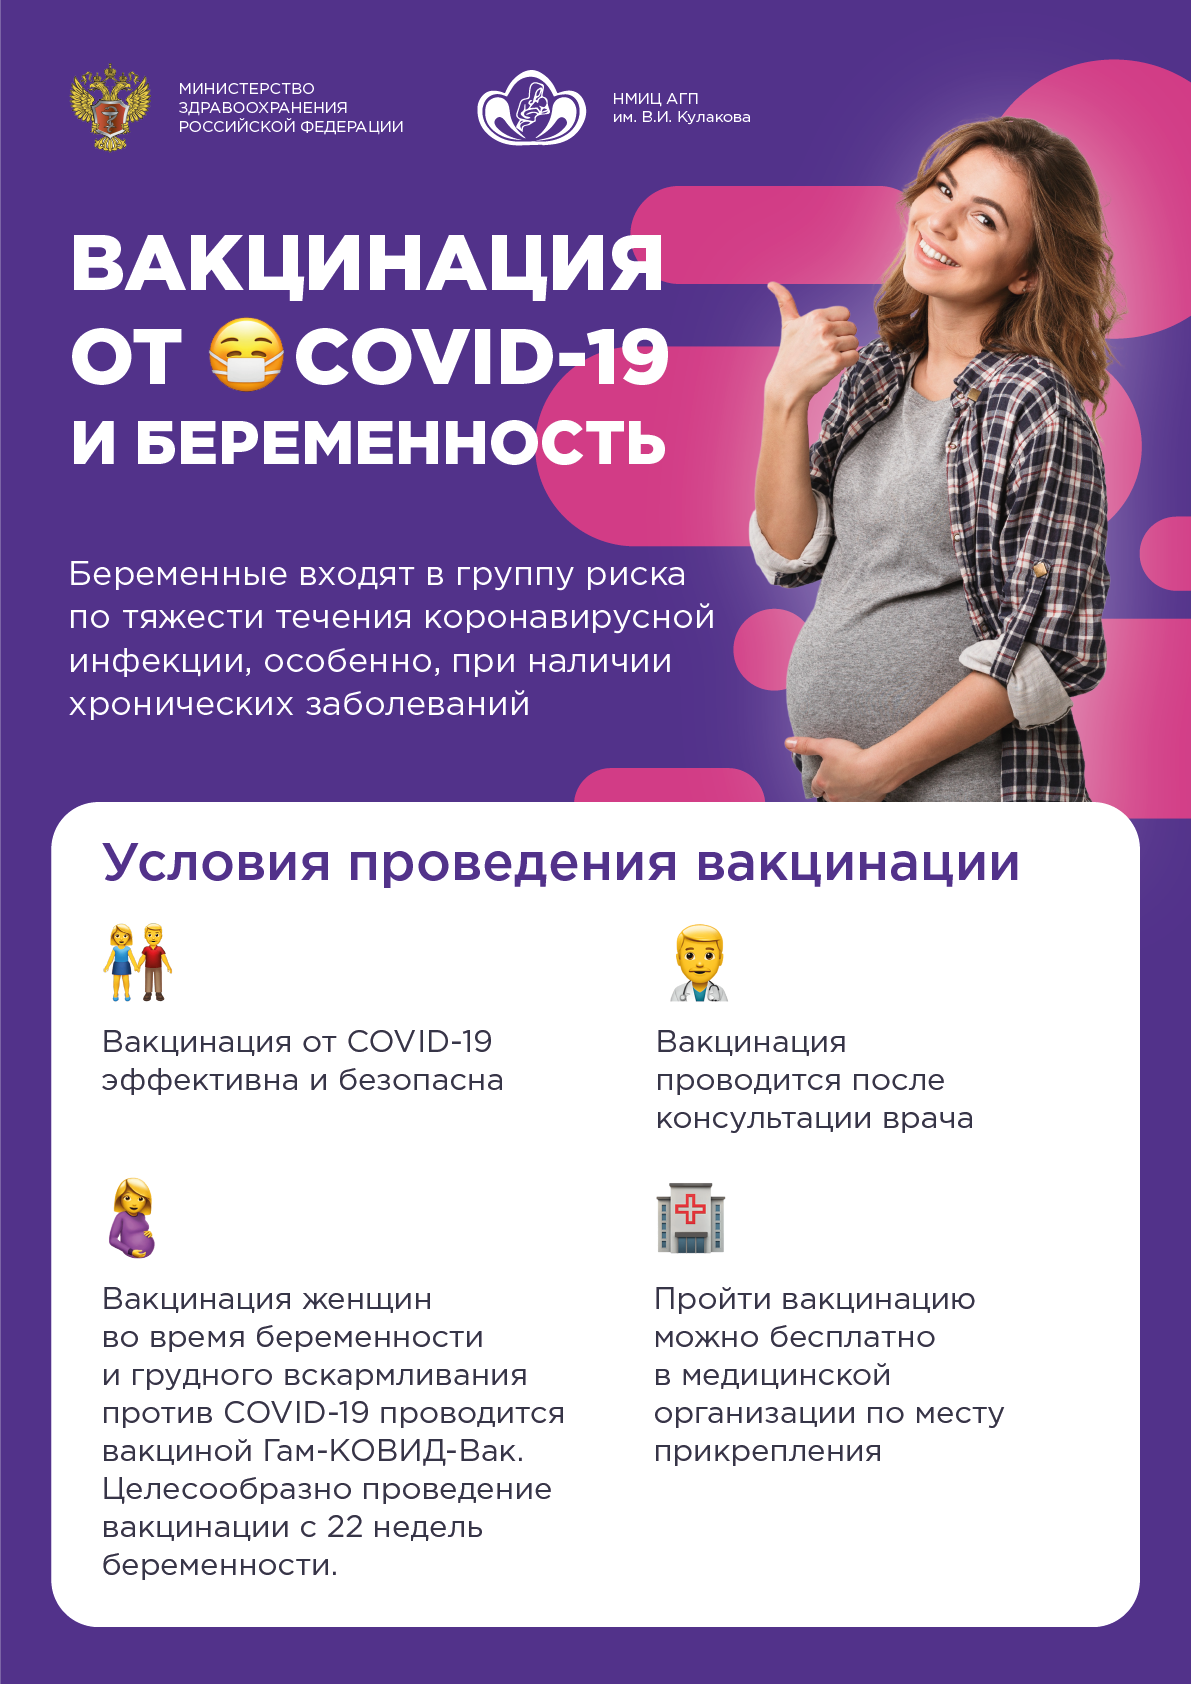 МИНИСТЕРСТВО
ЗДРАВООХРАНЕНИЯ
РОССИЙСКОЙ ФЕДЕРАЦИИ
НМИЦ АГП
им. В.И. Кулакова
ВАКЦИНАЦИЯ
ОТ COVID-19
И БЕРЕМЕННОСТЬ
Беременные входят в группу риска
по тяжести течения коронавирусной
инфекции, особенно, при наличии
хронических заболеваний
Условия проведения вакцинации
Вакцинация от COVID-19
эффективна и безопасна
Вакцинация
проводится после
консультации врача
Вакцинация женщин
во время беременности
и грудного вскармливания
против COVID-19 проводится
вакциной Гам-КОВИД-Вак.
Целесообразно проведение
вакцинации с 22 недель
беременности.
Пройти вакцинацию
можно бесплатно
в медицинской
организации по месту
прикрепления